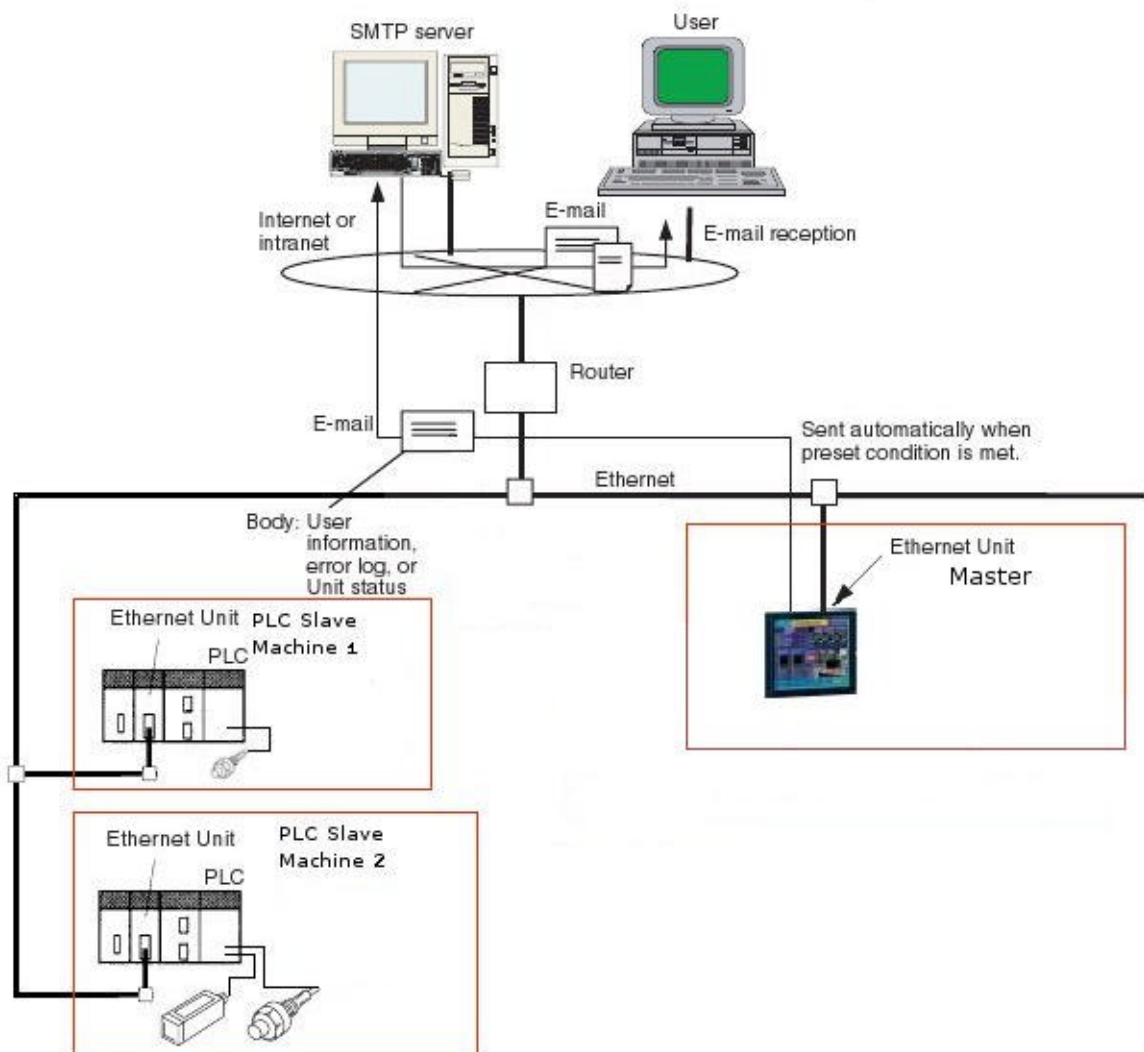 SMTP server
User
Internet or
intranet
E-mail
E-mail reception
Router
E-mail
Sent automatically when
preset condition is met.
Ethernet
Body: User
information,
error log, or
Unit status
Ethernet Unit
Master
Ethernet Unit
PLC Slave
Machine 1
PLC
Ethernet Unit
PLC Slave
Machine 2
PLC